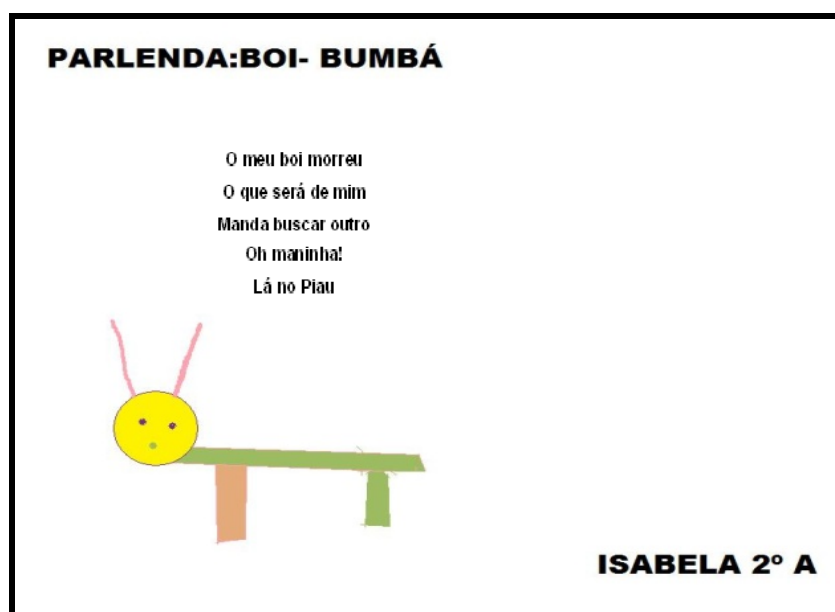 PARLENDA:BOI- BUMBÁ
O meu boi morreu
O que será de mim
Manda buscar outro
Oh maninha!
Lá no Piau
ISABELA 2º A